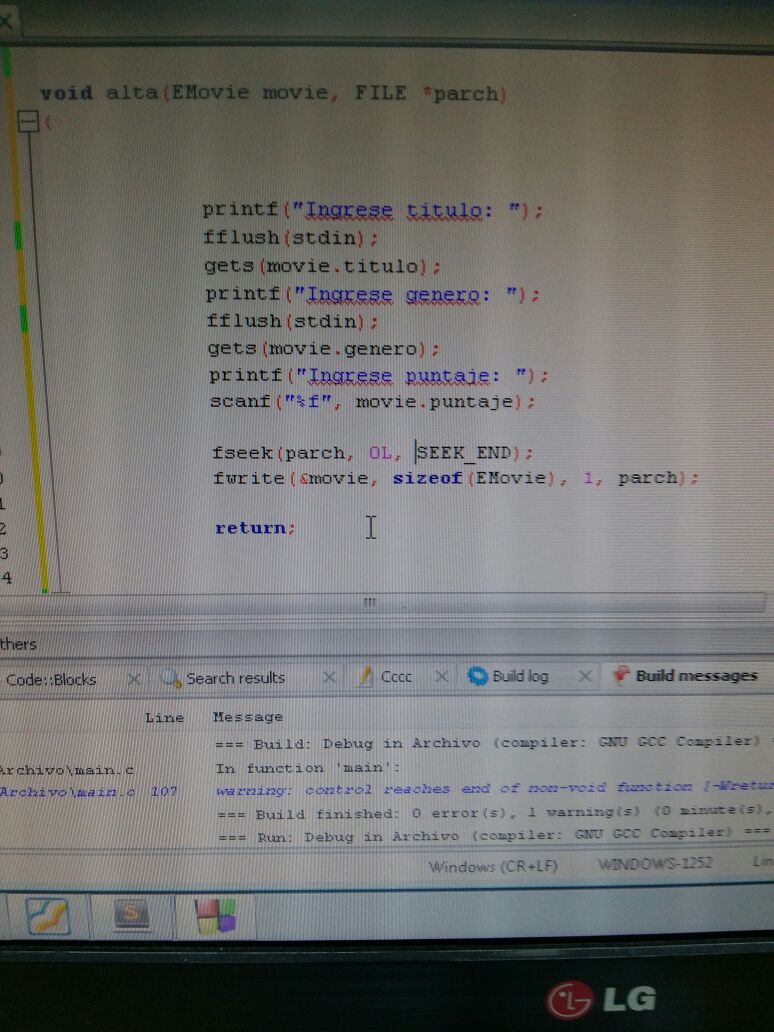 void alta(EMovie movie, FILE *parch)
{
printf("Ingrese titulo: ");
fflush(stdin);
gets(movie.titulo);
printf("Ingrese genero: ");
fflush(stdin);
gets(movie.genero);
printf("Ingrese puntaje: ");
scanf("%f", movie.puntaje);
fseek(parch, 0L, SEEK_END);
fwrite(&movie, sizeof(EMovie), 1, parch);
return;
0
1
2
3
4
thers
Code::Blocks Search results Cccc Build log Build messages
Line Message
=== Build: Debug in Archivo (compiler: GNU GCC Compiler) =
Archivo\main.c In function 'main':
Archivo\main.c 107 warning: control reaches end of non-void function [-Wretur
=== Build finished: 0 error(s), 1 warning(s) (0 minute(s),
=== Run: Debug in Archivo (compiler: GNU GCC Compiler) ===
Windows (CR+LF) WINDOWS-1252 Lin
S
LG